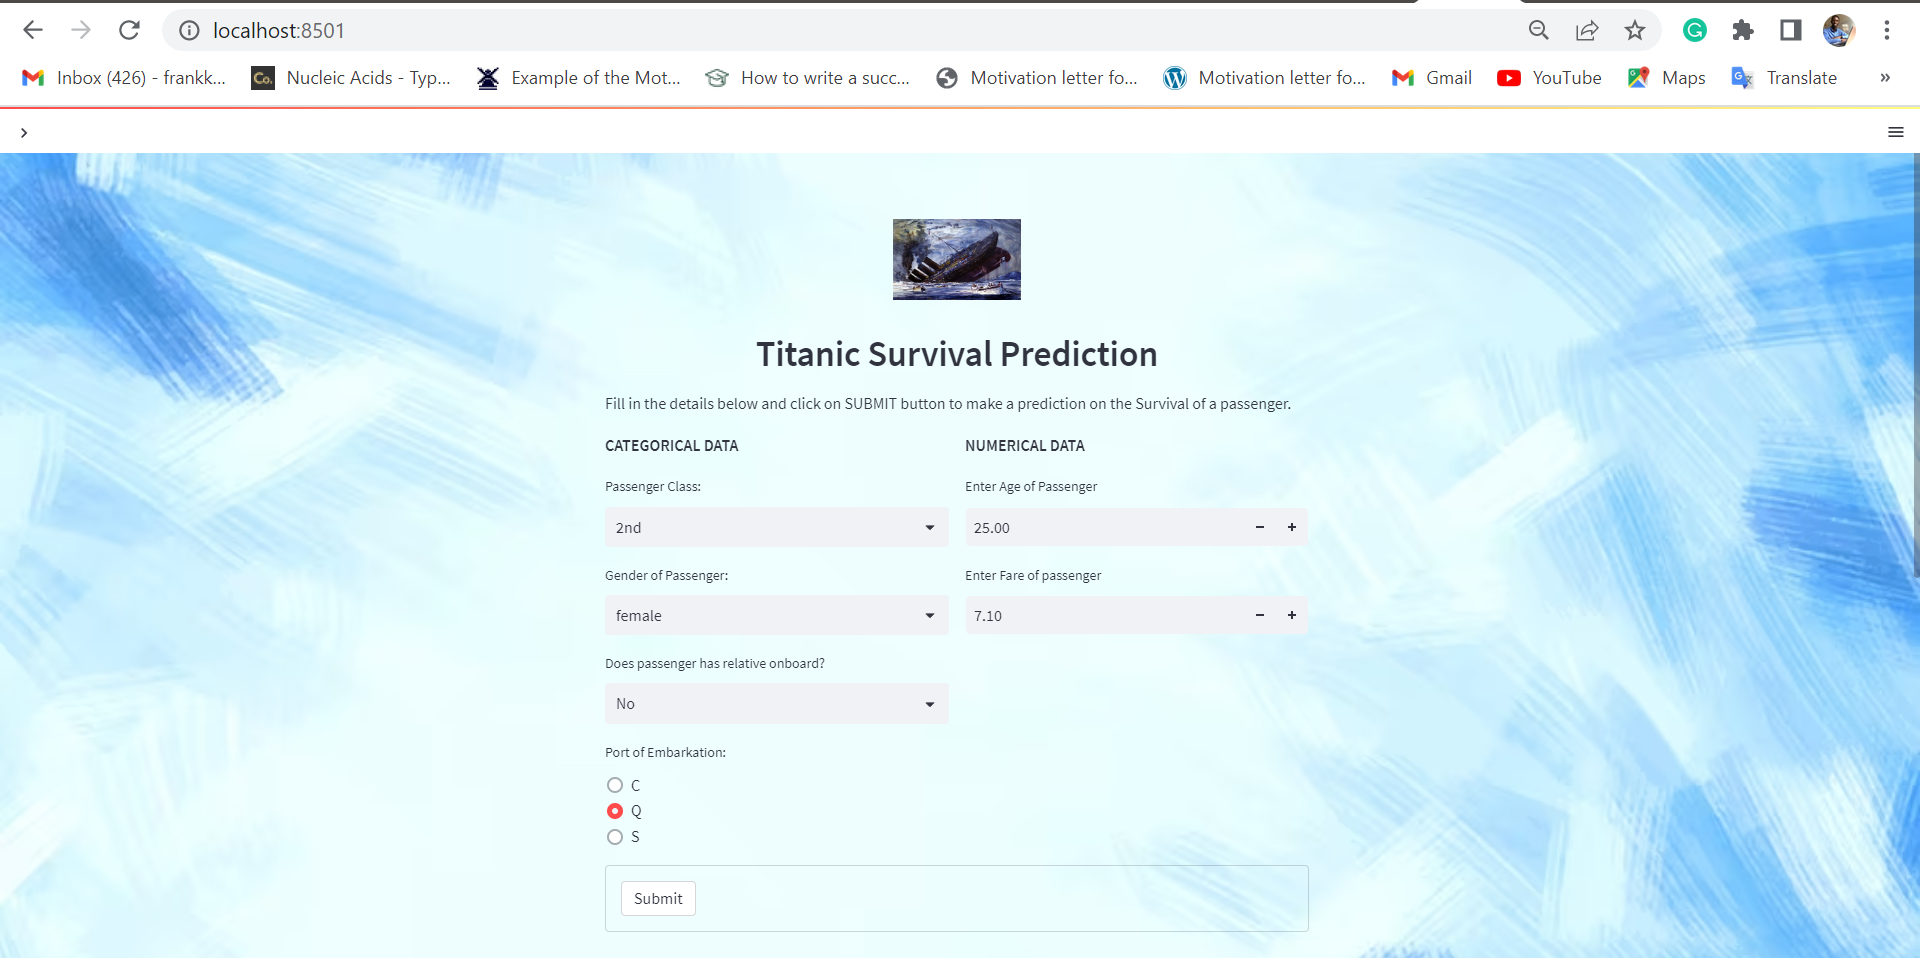 localhost:8501
Inbox (426) - frankk... Co. Nucleic Acids - Typ... Example of the Mot... How to write a succ... Motivation letter fo... Motivation letter fo... Gmail YouTube Maps Translate »
Titanic Survival Prediction
Fill in the details below and click on SUBMIT button to make a prediction on the Survival of a passenger.
CATEGORICAL DATA
Passenger Class:
2nd
Gender of Passenger:
female
Does passenger has relative onboard?
No
Port of Embarkation:
C
Q
S
NUMERICAL DATA
Enter Age of Passenger
25.00
Enter Fare of passenger
7.10
Submit